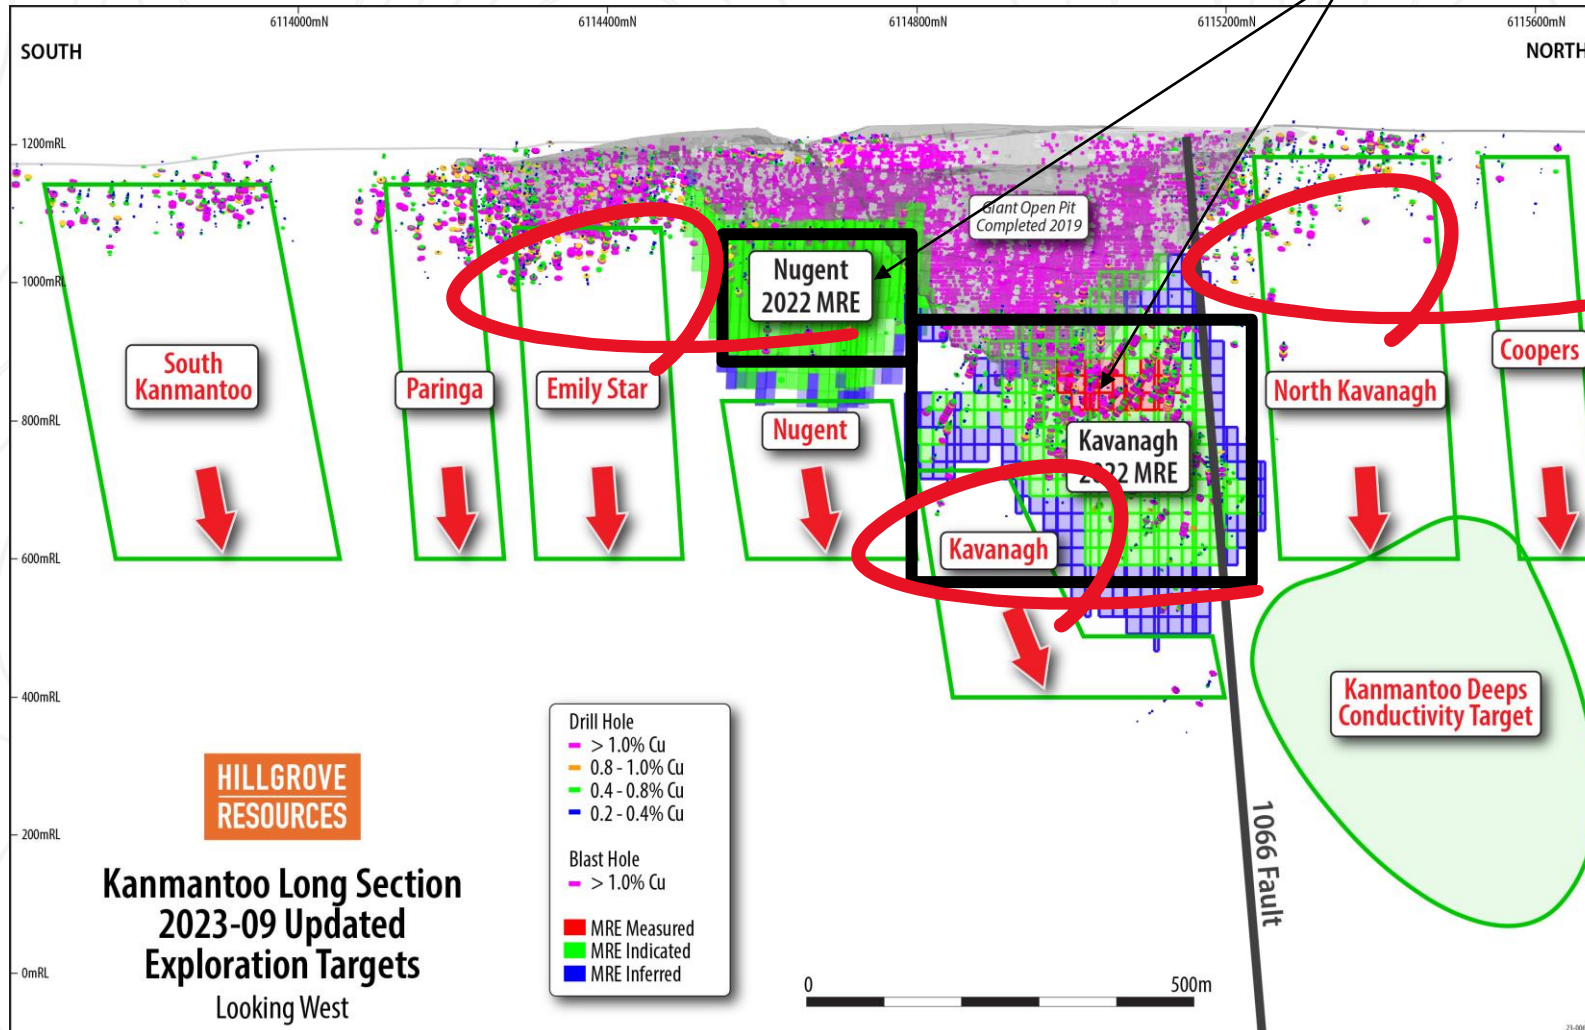 6114000mN
6114400mN
6114800mN
6115200mN
6115600mN
SOUTH
NORTH
1200mRL
1000mRL
800mRL
600mRL
400mRL
200mRL
0mRL
Giant Open Pit
Completed 2019
Nugent
2022 MRE
South
Kanmantoo
Paringa
Emily Star
Nugent
Kavanagh
2022 MRE
North Kavanagh
Coopers
Kavanagh
Kanmantoo Deeps
Conductivity Target
1066 Fault
HILLGROVE
RESOURCES
Kanmantoo Long Section
2023-09 Updated
Exploration Targets
Looking West
Drill Hole
> 1.0% Cu
0.8 - 1.0% Cu
0.4 - 0.8% Cu
0.2 - 0.4% Cu
Blast Hole
> 1.0% Cu
MRE Measured
MRE Indicated
MRE Inferred
0
500m